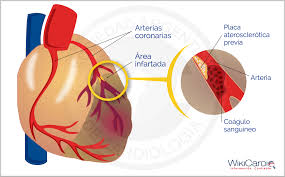 Arterias
coronarias
Área
infartada
Placa
aterosclerótica
previa
Arteria
Coágulo
sanguíneo
WikiCardio